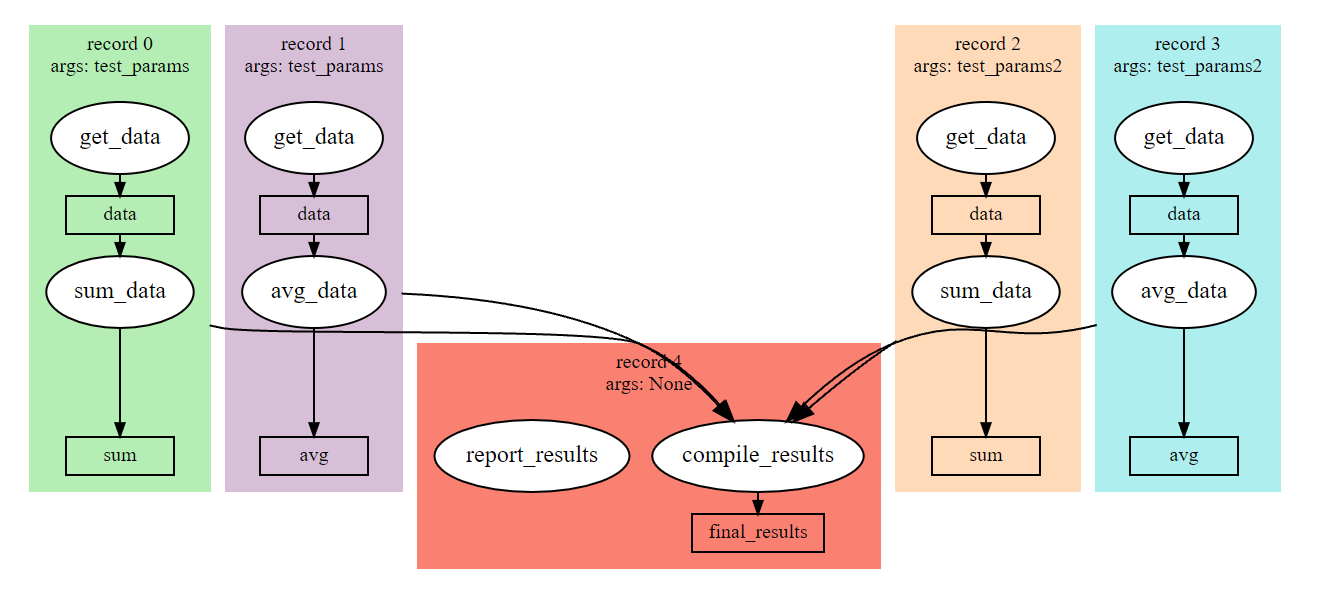 record 0
args: test_params
get_data
data
sum_data
sum
record 1
args: test_params
get_data
data
avg_data
avg
record 4
args: None
report_results
compile_results
final_results
record 2
args: test_params2
get_data
data
sum_data
sum
record 3
args: test_params2
get_data
data
avg_data
avg